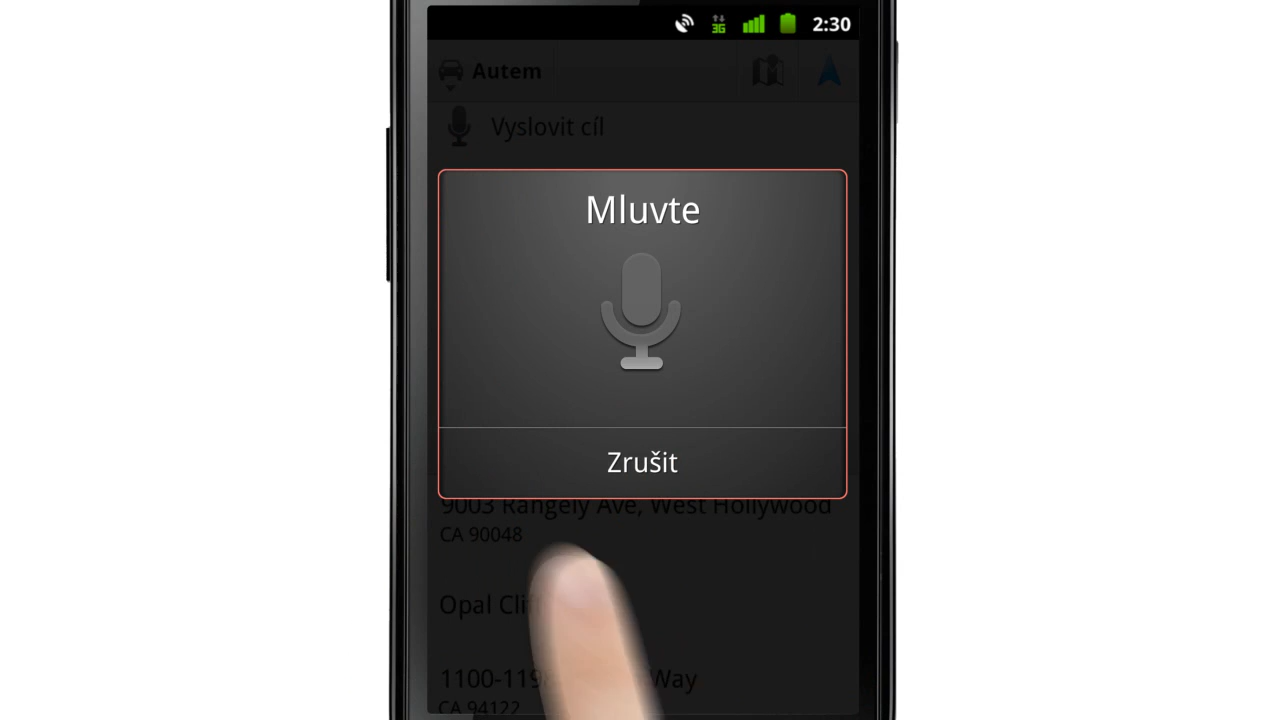 3G 2:30
Autem
Vyslovit cíl
Mluvte
Zrušit
9003 Rangely Ave, West Hollywood
CA 90048
Opal
1100-119 Way
CA 94122